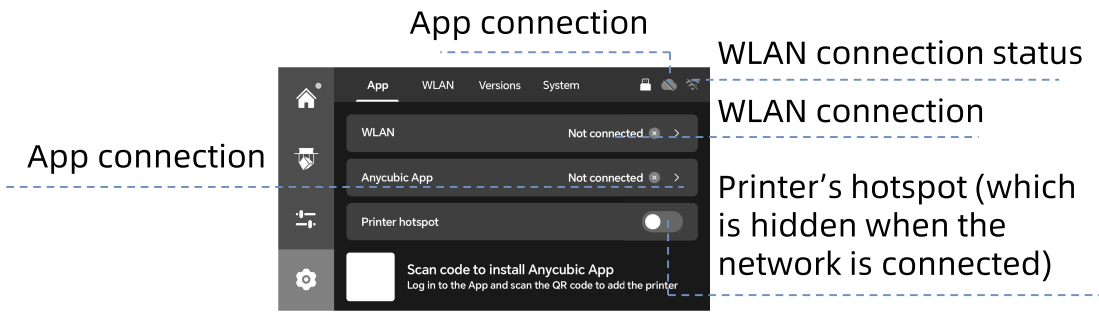 App connection
WLAN connection status
App
WLAN
Versions
System
WLAN connection
WLAN
Not connected
App connection
Anycubic App
Not connected
Printer's hotspot (which
is hidden when the
network is connected)
Printer hotspot
Scan code to install Anycubic App
Log in to the App and scan the QR code to add the printer